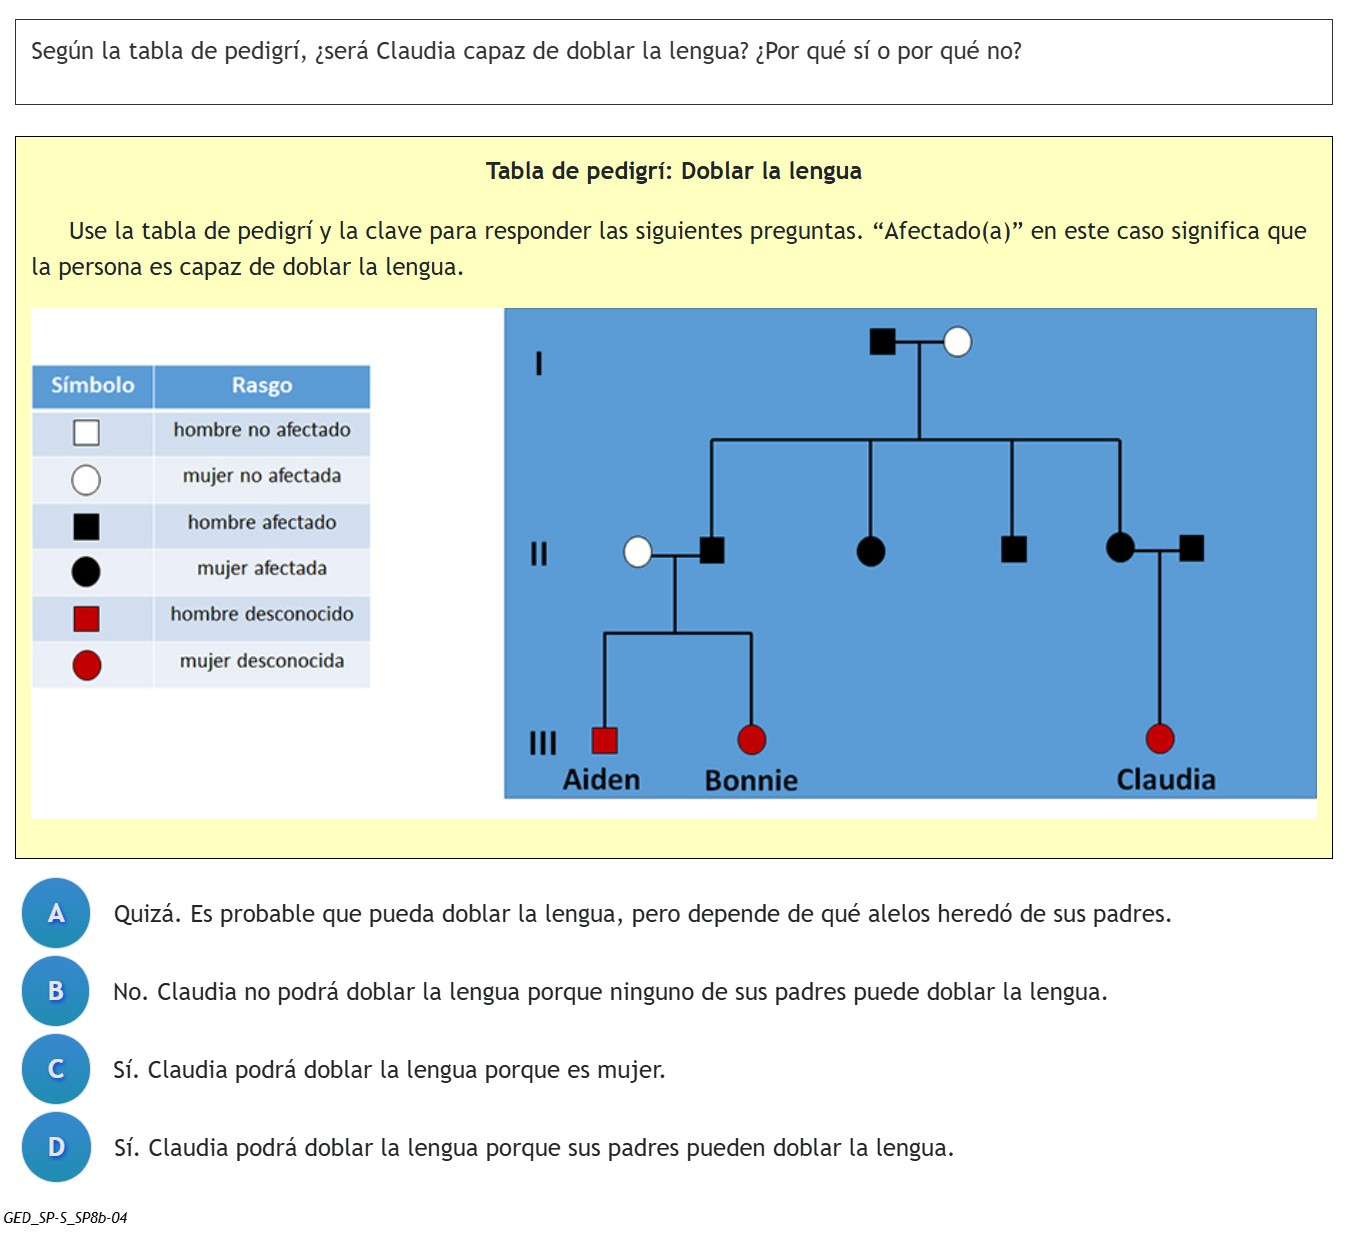 Según la tabla de pedigrí, ¿será Claudia capaz de doblar la lengua? ¿Por qué sí o por qué no?
Tabla de pedigrí: Doblar la lengua
Use la tabla de pedigrí y la clave para responder las siguientes preguntas. “Afectado(a)” en este caso significa que
la persona es capaz de doblar la lengua.
Símbolo Rasgo
hombre no afectado
mujer no afectada
hombre afectado
mujer afectada
hombre desconocido
mujer desconocida
I
II
III
Aiden Bonnie Claudia
A Quizá. Es probable que pueda doblar la lengua, pero depende de qué alelos heredó de sus padres.
B No. Claudia no podrá doblar la lengua porque ninguno de sus padres puede doblar la lengua.
C Sí. Claudia podrá doblar la lengua porque es mujer.
D Sí. Claudia podrá doblar la lengua porque sus padres pueden doblar la lengua.
GED_SP-S_SP8b-04